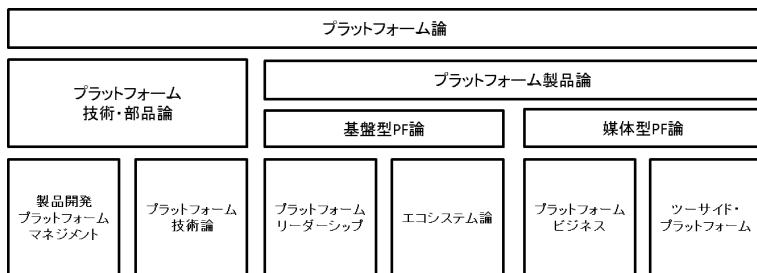 プラットフォーム論
プラットフォーム
技術・部品論
プラットフォーム製品論
基盤型PF論
媒体型PF論
製品開発
プラットフォーム
マネジメント
プラットフォーム
技術論
プラットフォーム
リーダーシップ
エコシステム論
プラットフォーム
ビジネス
ツーサイド・
プラットフォーム